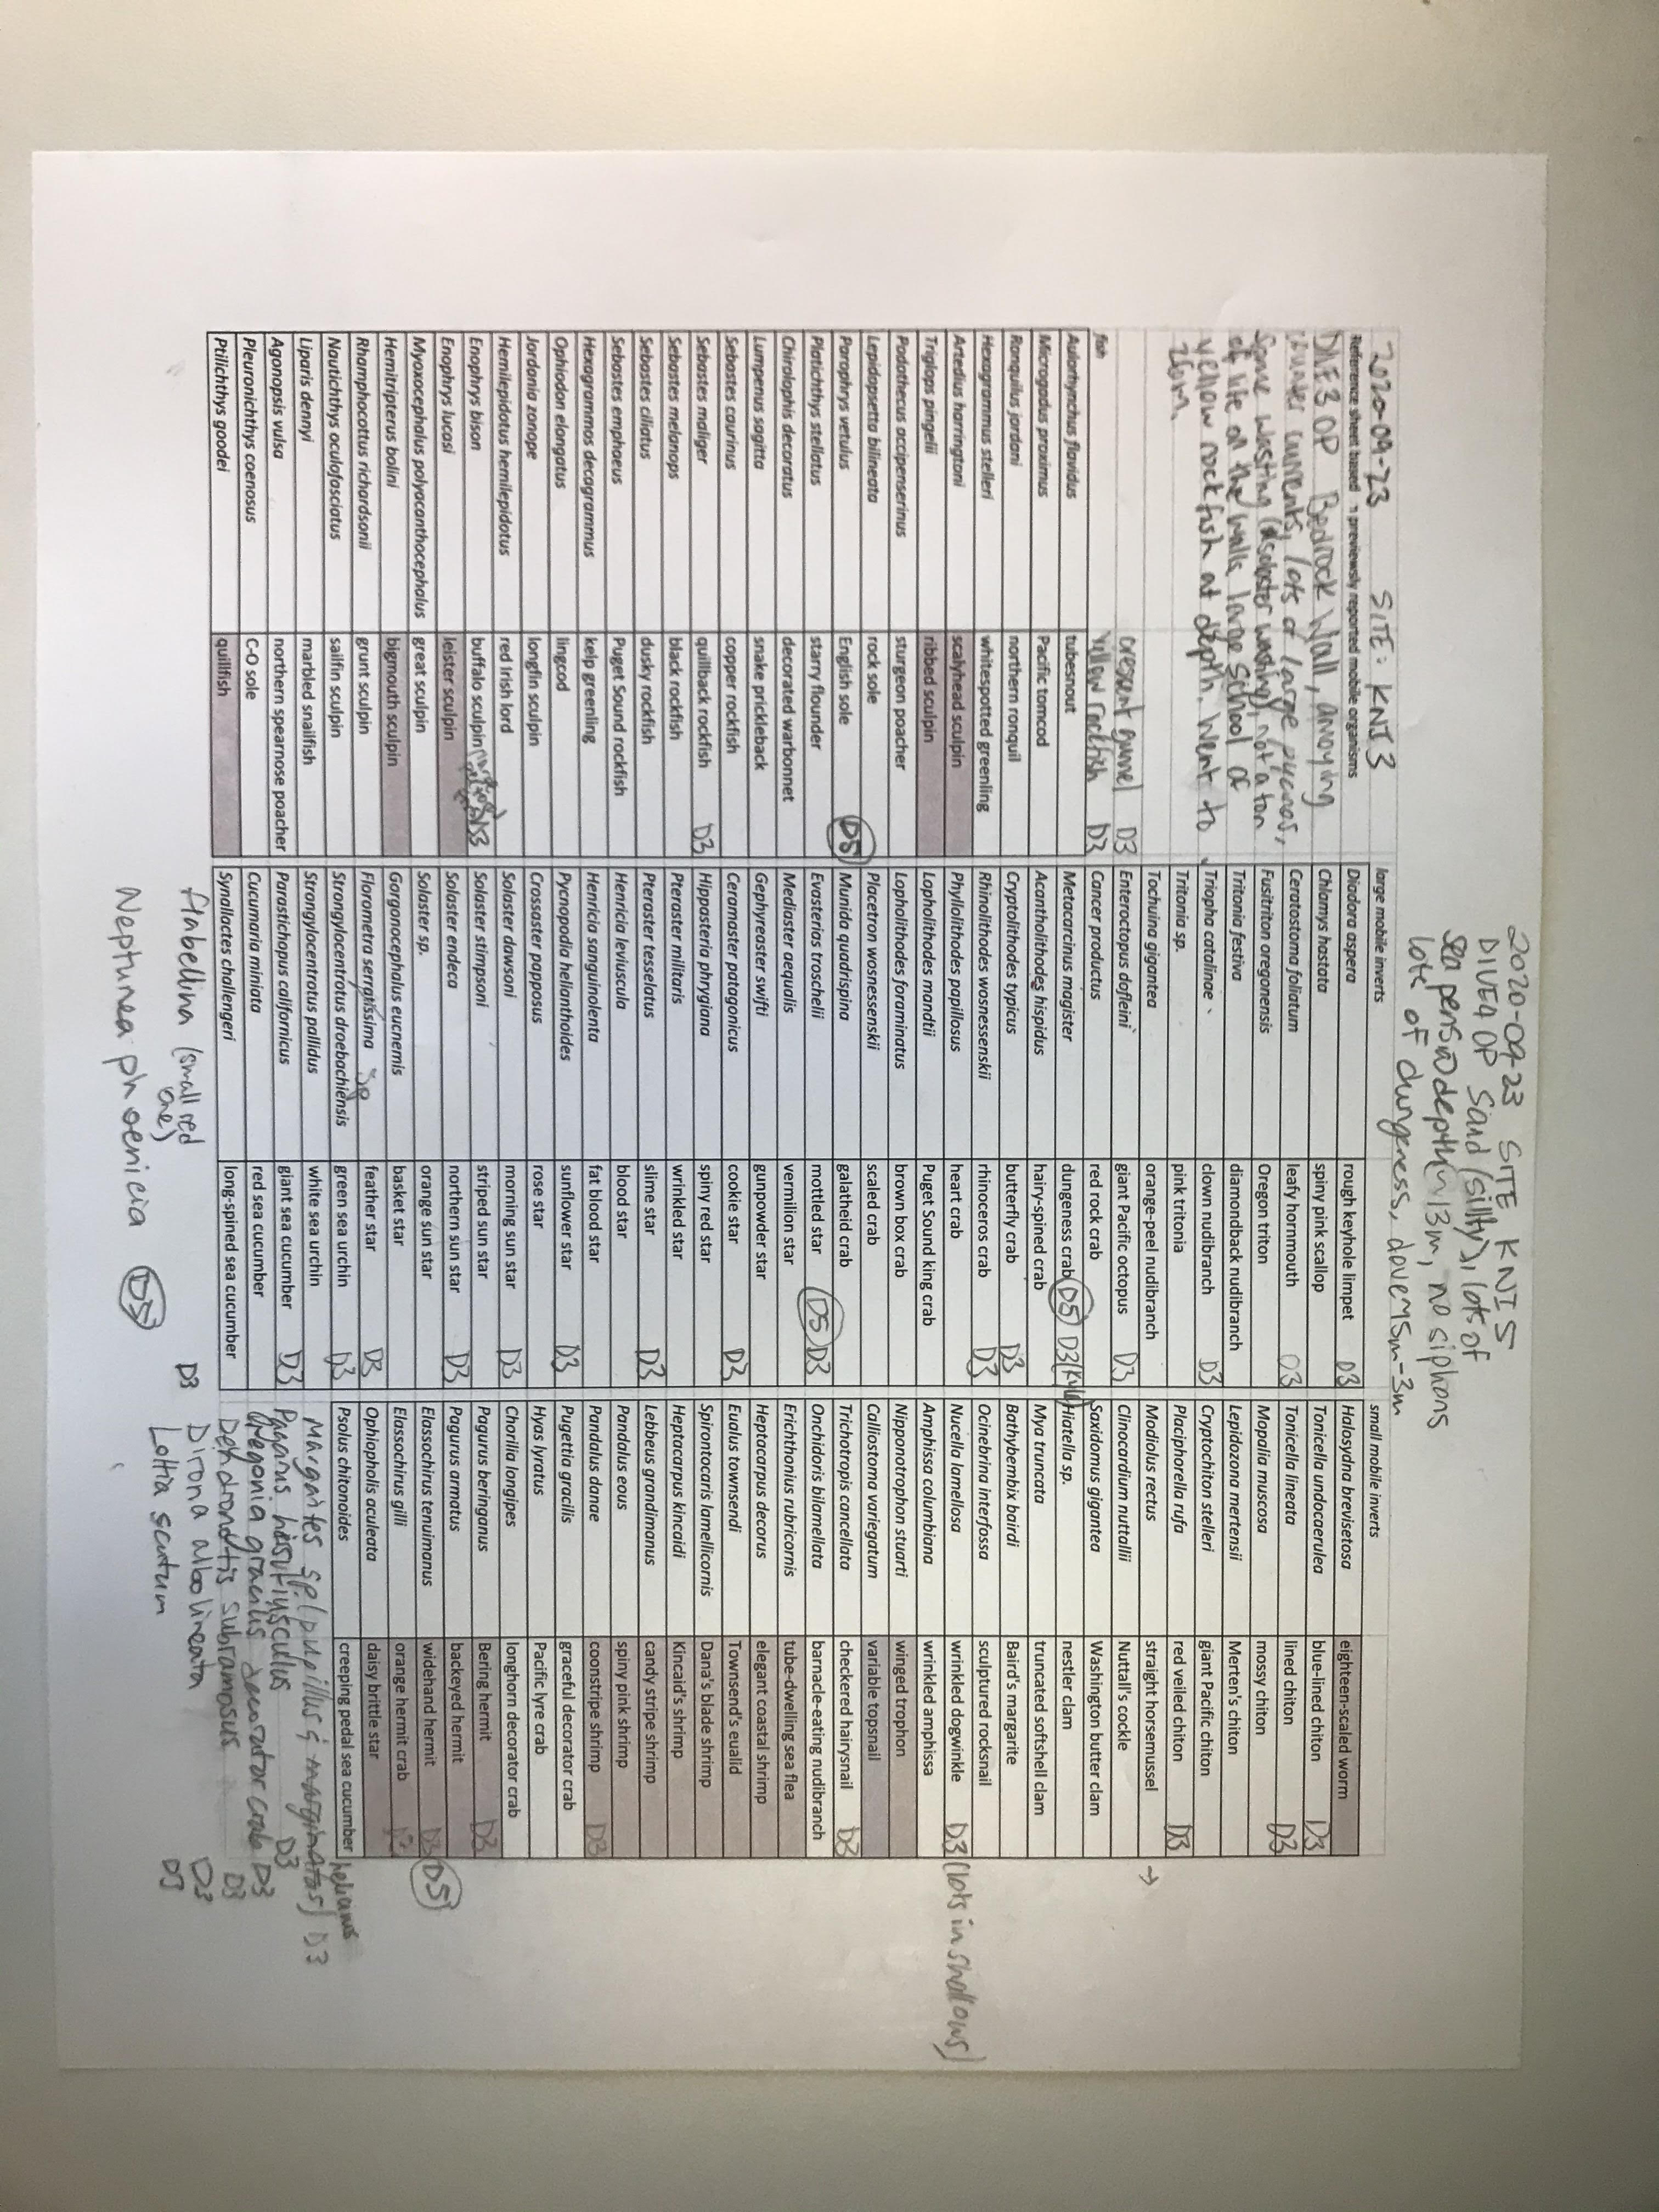 2020-09-23 SITE: KNI 3
Reference sheet based previously reported mobile organisms
DIVE 3 OP Bedrock Wall, annoying
currents, lots of large pycnos,
Some wasting (solaster wasting), not a ton
of life on the walls, large School of
yellow rockfish at depth. Went to
2020-09-23 SITE KNI 5
DIVE 4 OP Sand (silty), lots of
sea pens @ depth 13m, no siphons
lots of dungeness, dove 15m-3m
crescent gunnel D3
fish yellow rockfish D3
Aulorhynchus flavidus tubesnout
Microgadus proximus Pacific tomcod
Ronquilus jordani northern ronquil
Hexagrammus stelleri whitespotted greenling
Artedius harringtoni scalyhead sculpin
Triglops pingelii ribbed sculpin
Podothecus accipenserinus sturgeon poacher
Lepidopsetta bilineata rock sole
Parophrys vetulus English sole D5
Platichthys stellatus starry flounder
Chirolophis decoratus decorated warbonnet
Lumpenus sagitta snake prickleback
Sebastes caurinus copper rockfish
Sebastes maliger quillback rockfish D3
Sebastes melanops black rockfish
Sebastes ciliatus dusky rockfish
Sebastes emphaeus Puget Sound rockfish
Hexagrammos decagrammus kelp greenling
Ophiodon elongatus lingcod
Jordania zonope longfin sculpin
Hemilepidotus hemilepidotus red Irish lord
Enophrys bison buffalo sculpin D3
Enophrys lucasi leister sculpin
Myoxocephalus polyacanthocephalus great sculpin
Hemitripterus bolini bigmouth sculpin
Rhamphocottus richardsonii grunt sculpin
Nautichthys oculofasciatus sailfin sculpin
Liparis dennyi marbled snailfish
Agonopsis vulsa northern spearnose poacher
Pleuronichthys coenosus C-O sole
Ptilichthys goodei quillfish
large mobile inverts
Diodora aspera rough keyhole limpet D3
Chlamys hastata spiny pink scallop
Ceratostoma foliatum leafy hornmouth D3
Fusitriton oregonensis Oregon triton
Tritonia festiva diamondback nudibranch
Triopha catalinae clown nudibranch D3
Tritonia sp. pink tritonia
Tochuina gigantea orange-peel nudibranch
Enteroctopus dofleini giant Pacific octopus D3
Cancer productus red rock crab
Metacarcinus magister dungeness crab D5 D3 (Kyle)
Acantholithodes hispidus hairy-spined crab
Cryptolithodes typicus butterfly crab D3
Rhinolithodes wosnessenskii rhinoceros crab D3
Phyllolithodes papillosus heart crab
Lopholithodes mandtii Puget Sound king crab
Lopholithodes foraminatus brown box crab
Placetron wosnessenskii scaled crab
Munida quadrispina galatheid crab
Evasterias troschelii mottled star D5 D3
Mediaster aequalis vermilion star
Gephyreaster swifti gunpowder star
Ceramaster patagonicus cookie star D3
Hippasteria phrygiana spiny red star
Pteraster militaris wrinkled star
Pteraster tesselatus slime star D3
Henricia leviuscula blood star
Henricia sanguinolenta fat blood star
Pycnopodia helianthoides sunflower star D3
Crossaster papposus rose star
Solaster dawsoni morning sun star D3
Solaster stimpsoni striped sun star
Solaster endeca northern sun star D3
Solaster sp. orange sun star
Gorgonocephalus eucnemis basket star
Florometra serratissima sp feather star D3
Strongylocentrotus droebachiensis green sea urchin D3
Strongylocentrotus pallidus white sea urchin
Parastichopus californicus giant sea cucumber D3
Cucumaria miniata red sea cucumber
Synallactes challengeri long-spined sea cucumber
flabellina (small red one) D3
Neptunea phoenicia D5
small mobile inverts
Halosydna brevisetosa eighteen-scaled worm
Tonicella undocaerulea blue-lined chiton D3
Tonicella lineata lined chiton D3
Mopalia muscosa mossy chiton
Lepidozona mertensii Merten's chiton
Cryptochiton stelleri giant Pacific chiton
Placiphorella rufa red veiled chiton D3
Modiolus rectus straight horsemussel
Clinocardium nuttallii Nuttall's cockle
Saxidomus gigantea Washington butter clam
Hiatella sp. nestler clam
Mya truncata truncated softshell clam
Bathybembix bairdi Baird's margarite
Ocinebrina interfossa sculptured rocksnail
Nucella lamellosa wrinkled dogwinkle D3 (lots in shallows)
Amphissa columbiana wrinkled amphissa
Nipponotrophon stuarti winged trophon
Calliostoma variegatum variable topsnail
Trichotropis cancellata checkered hairysnail D3
Onichidoris bilamellata barnacle-eating nudibranch
Erichthonius rubricornis tube-dwelling sea flea
Heptacarpus decorus elegant coastal shrimp
Eualus townsendi Townsend's eualid
Spirontocaris lamellicornis Dana's blade shrimp
Heptacarpus kincaidi Kincaid's shrimp
Lebbeus grandimanus candy stripe shrimp
Pandalus eous spiny pink shrimp
Pandalus danae coonstripe shrimp D3
Pugettia gracilis graceful decorator crab
Hyas lyratus Pacific lyre crab
Chorilla longipes longhorn decorator crab
Pagurus beringanus Bering hermit D3
Pagurus armatus backeyed hermit
Elassochirus tenuimanus widehand hermit D3 D5
Elassochirus gilli orange hermit crab
Ophiopholis aculeata daisy brittle star
Psolus chitonoides creeping pedal sea cucumber
Margarites sp (pupillus & marginatus) D3
Pagurus hirsutiusculus D3
Oregonia gracilis decorator crab D3
Dendronotis subramosus D3
Dirona albolineata D3
Lottia scutum D3